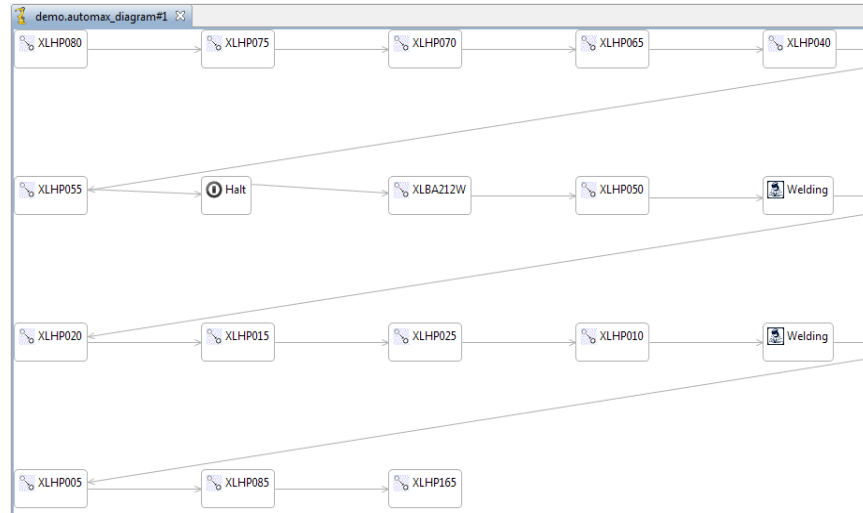 demo.automax_diagram#1
XLHP080 XLHP075 XLHP070 XLHP065 XLHP040
XLHP055 Halt XLBA212W XLHP050 Welding
XLHP020 XLHP015 XLHP025 XLHP010 Welding
XLHP005 XLHP085 XLHP165